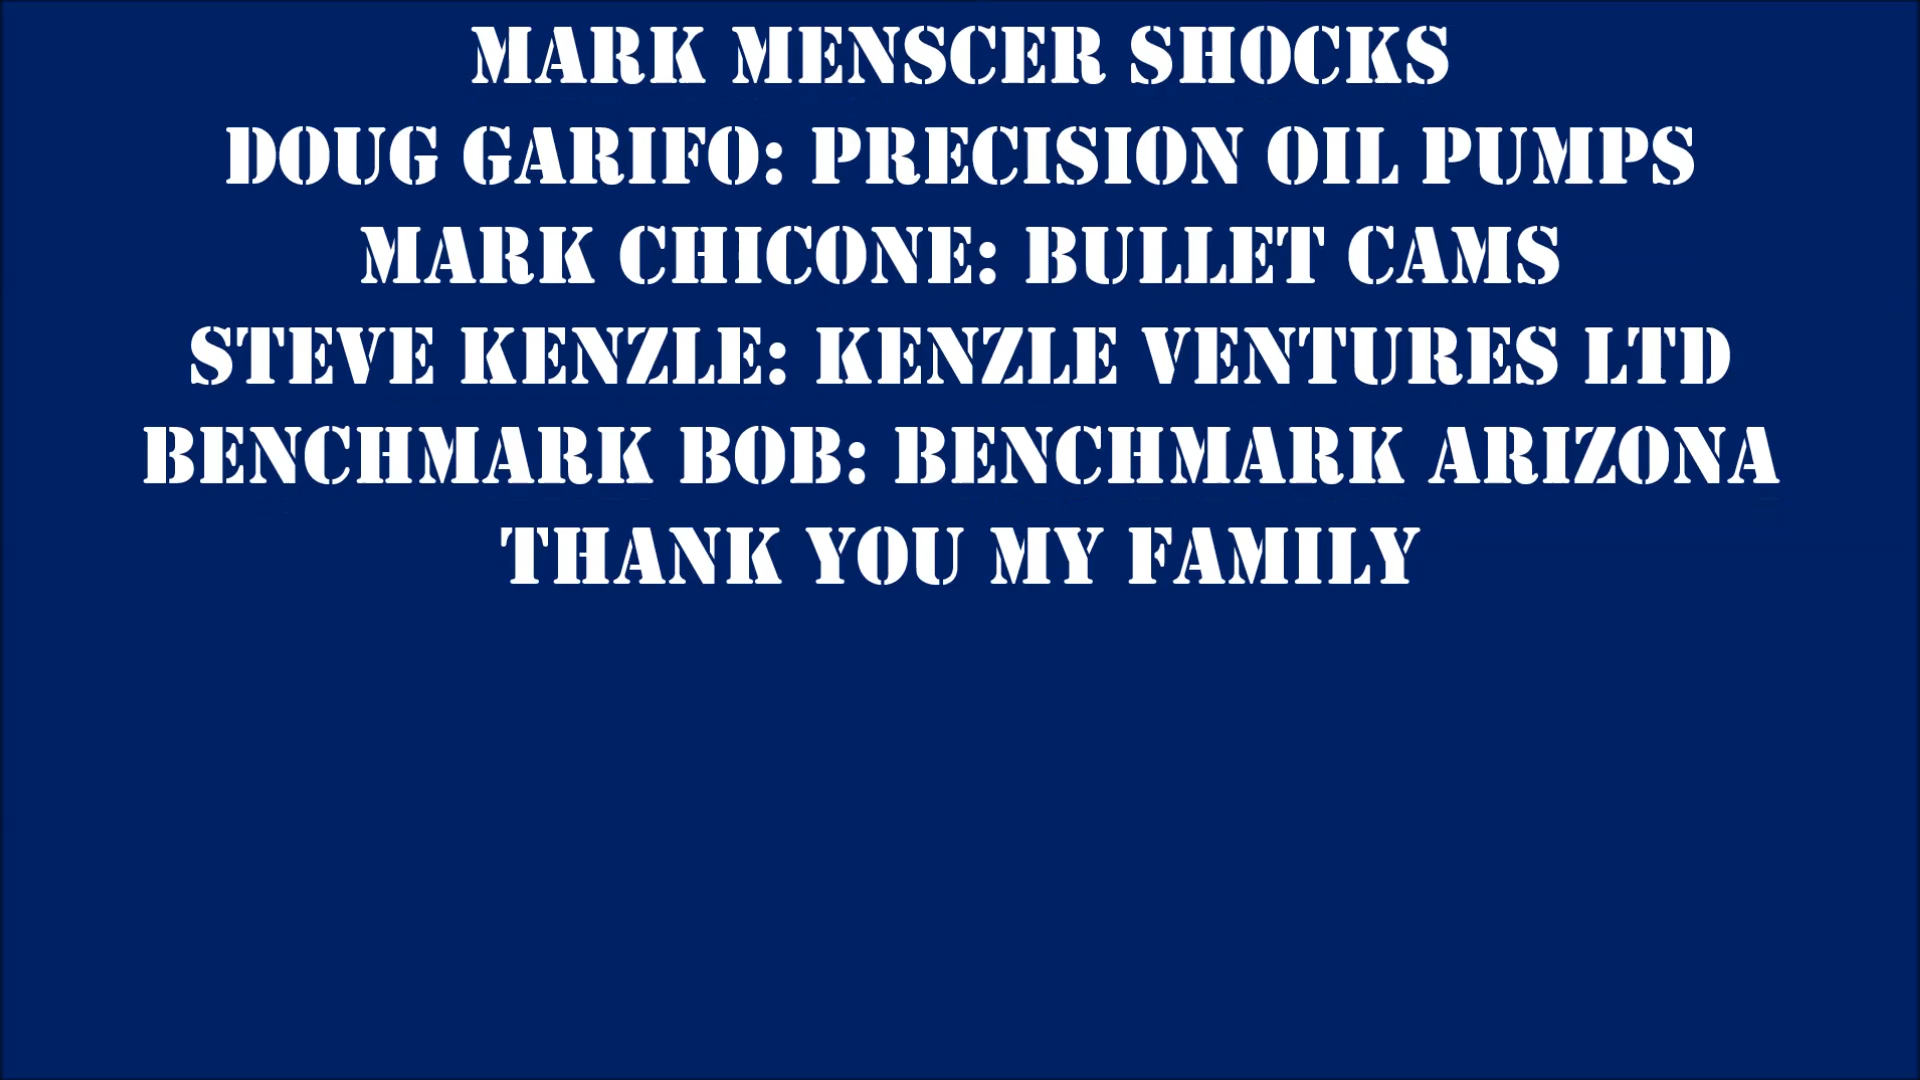 MARK MENSCER SHOCKS
DOUG GARIFO: PRECISION OIL PUMPS
MARK CHICONE: BULLET CAMS
STEVE KENZLE: KENZLE VENTURES LTD
BENCHMARK BOB: BENCHMARK ARIZONA
THANK YOU MY FAMILY